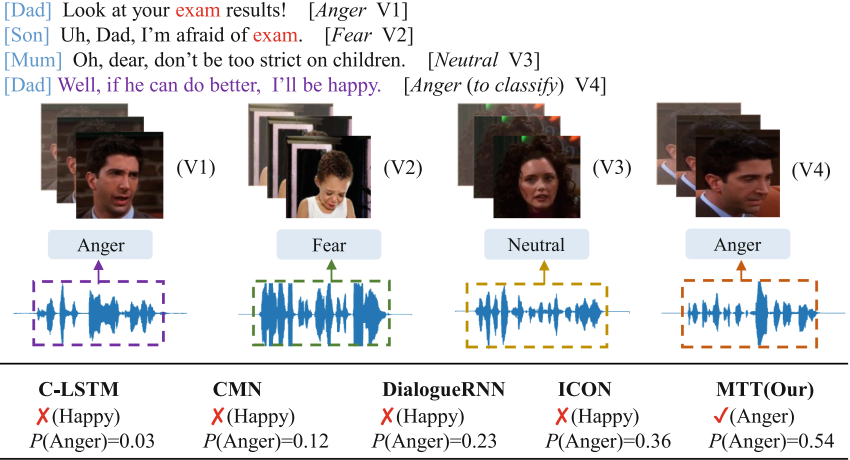 [Dad] Look at your exam results! [Anger V1]
[Son] Uh, Dad, I'm afraid of exam. [Fear V2]
[Mum] Oh, dear, don't be too strict on children. [Neutral V3]
[Dad] Well, if he can do better, I'll be happy. [Anger (to classify) V4]
(V1) (V2) (V3) (V4)
Anger Fear Neutral Anger
C-LSTM CMN DialogueRNN ICON MTT(Our)
✗(Happy) ✗(Happy) ✗(Happy) ✗(Happy) ✓(Anger)
P(Anger)=0.03 P(Anger)=0.12 P(Anger)=0.23 P(Anger)=0.36 P(Anger)=0.54